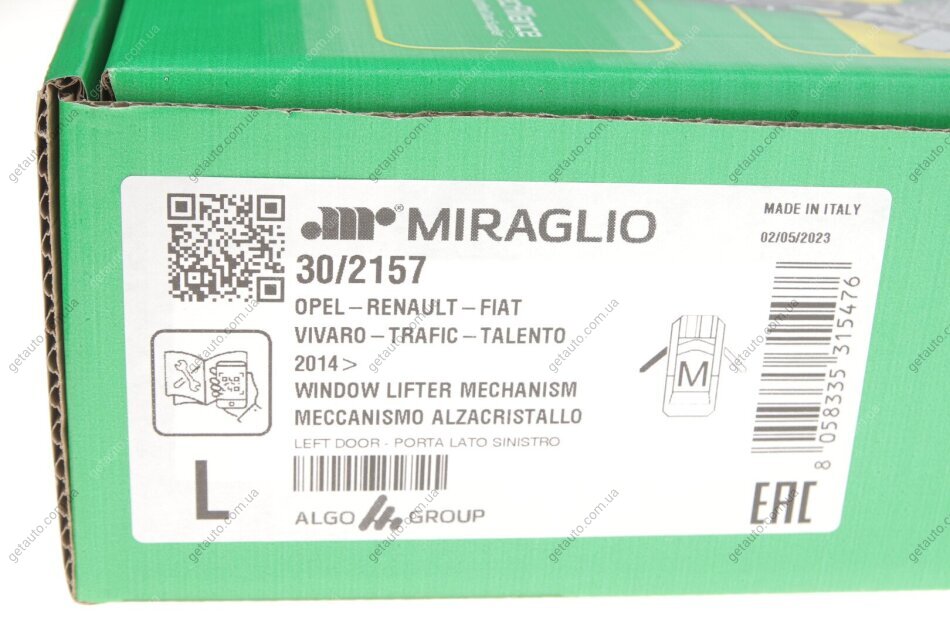 MIRAGLIO
30/2157
OPEL – RENAULT – FIAT
VIVARO – TRAFIC – TALENTO
2014 >
WINDOW LIFTER MECHANISM
MECCANISMO ALZACRISTALLO
LEFT DOOR - PORTA LATO SINISTRO
L
ALGO GROUP
MADE IN ITALY
02/05/2023
M
8 058335 315476
EAC
getauto.com.ua